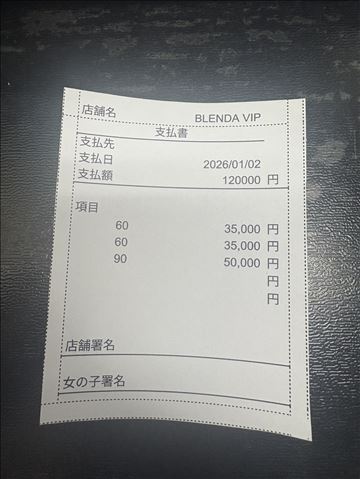 店舗名 BLENDA VIP
支払書
支払先
支払日 2026/01/02
支払額 120000 円
項目
60 35,000 円
60 35,000 円
90 50,000 円
円
円
店舗署名
女の子署名